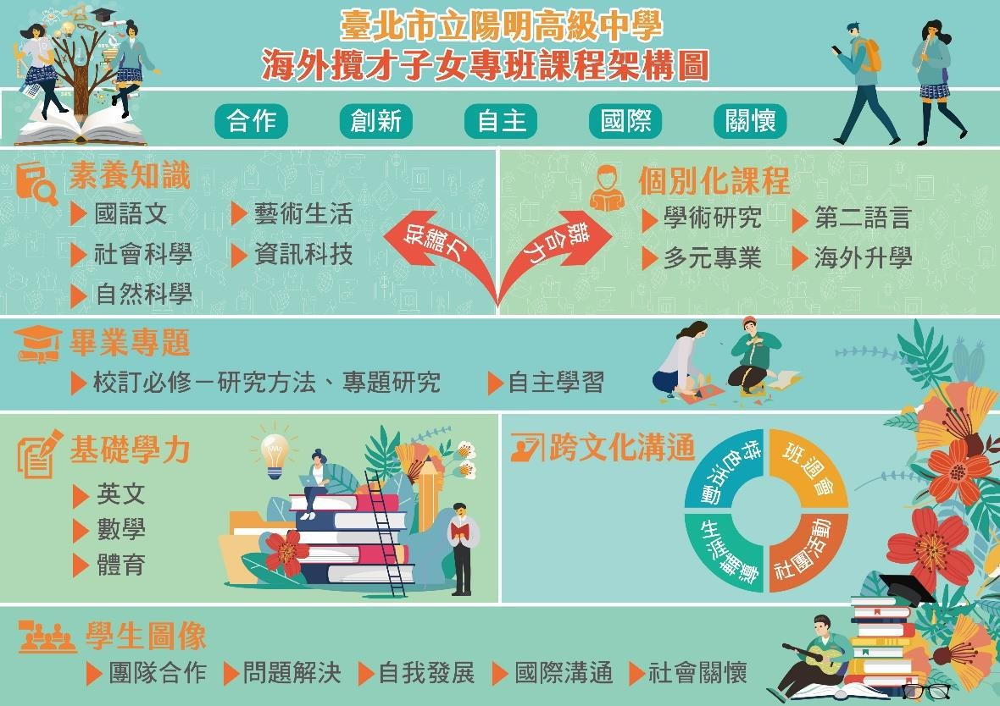 臺北市立陽明高級中學
海外攬才子女專班課程架構圖
合作 創新 自主 國際 關懷
素養知識
國語文 藝術生活
社會科學 資訊科技
自然科學
知識力
競合力
個別化課程
學術研究 第二語言
多元專業 海外升學
畢業專題
校訂必修－研究方法、專題研究 自主學習
基礎學力
英文
數學
體育
跨文化溝通
特色活動
班週會
生涯輔導
社團活動
學生圖像
團隊合作 問題解決 自我發展 國際溝通 社會關懷